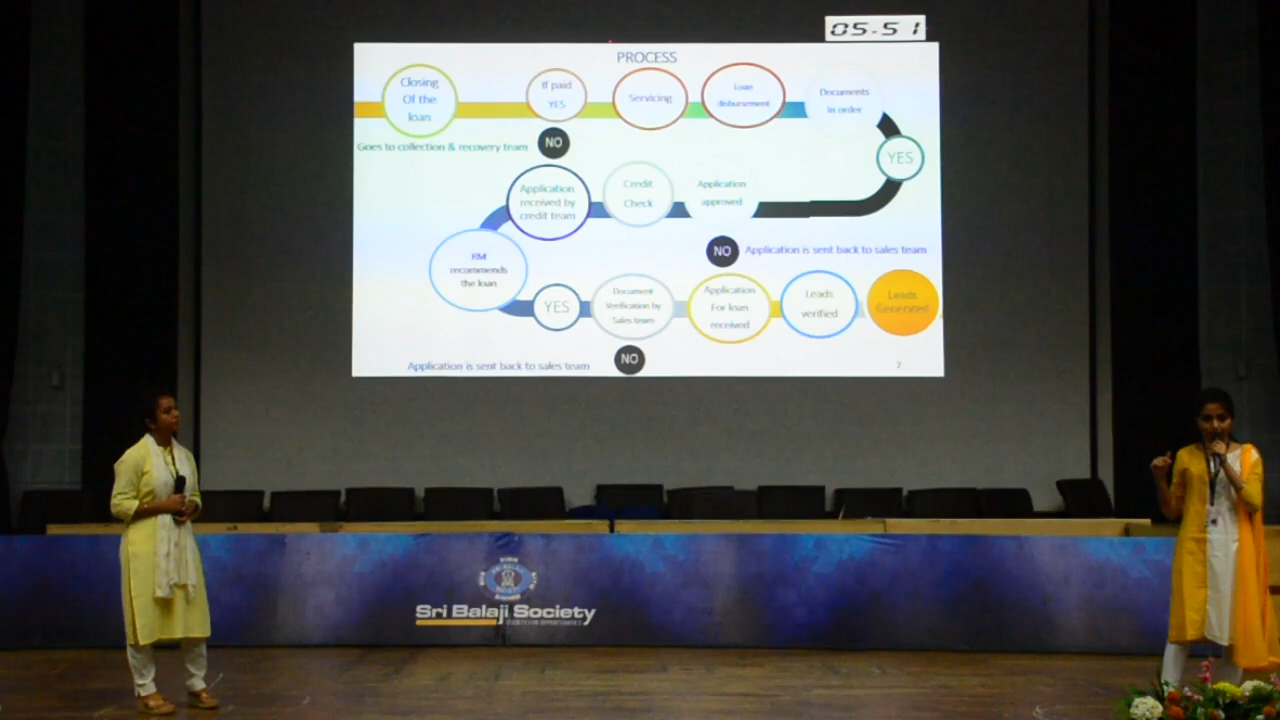 05-51
PROCESS
Closing
Of the
loan
If paid
YES
Servicing
Loan
disbursement
Documents
In order
NO
Goes to collection & recovery team
YES
Application
received by
credit team
Credit
Check
Application
approved
NO
Application is sent back to sales team
RM
recommends
the loan
YES
Document
Verification by
Sales team
Application
For loan
received
Leads
verified
Leads
Generated
NO
Application is sent back to sales team
7
Sri Balaji Society